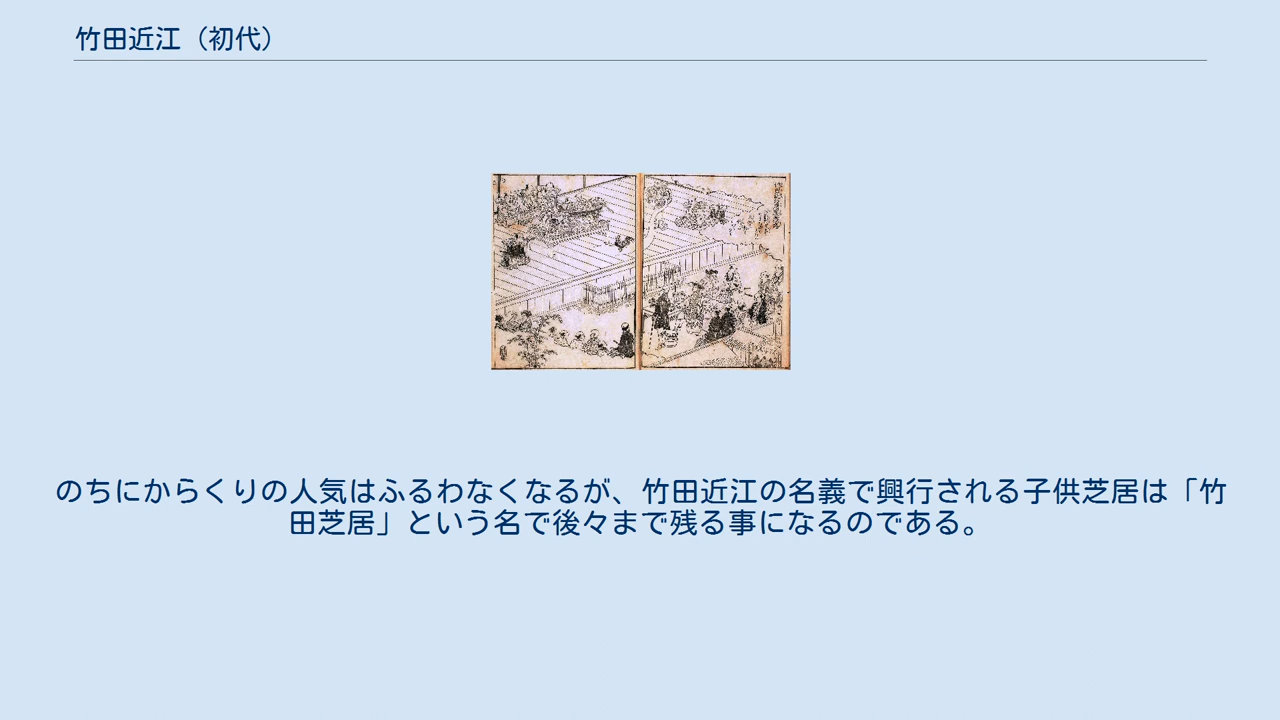 竹田近江（初代）
のちにからくりの人気はふるわなくなるが、竹田近江の名義で興行される子供芝居は「竹
田芝居」という名で後々まで残る事になるのである。